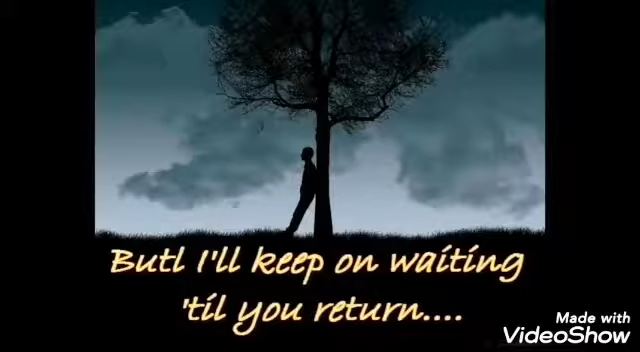 Butl I'll keep on waiting
'til you return....
Made with
VideoShow